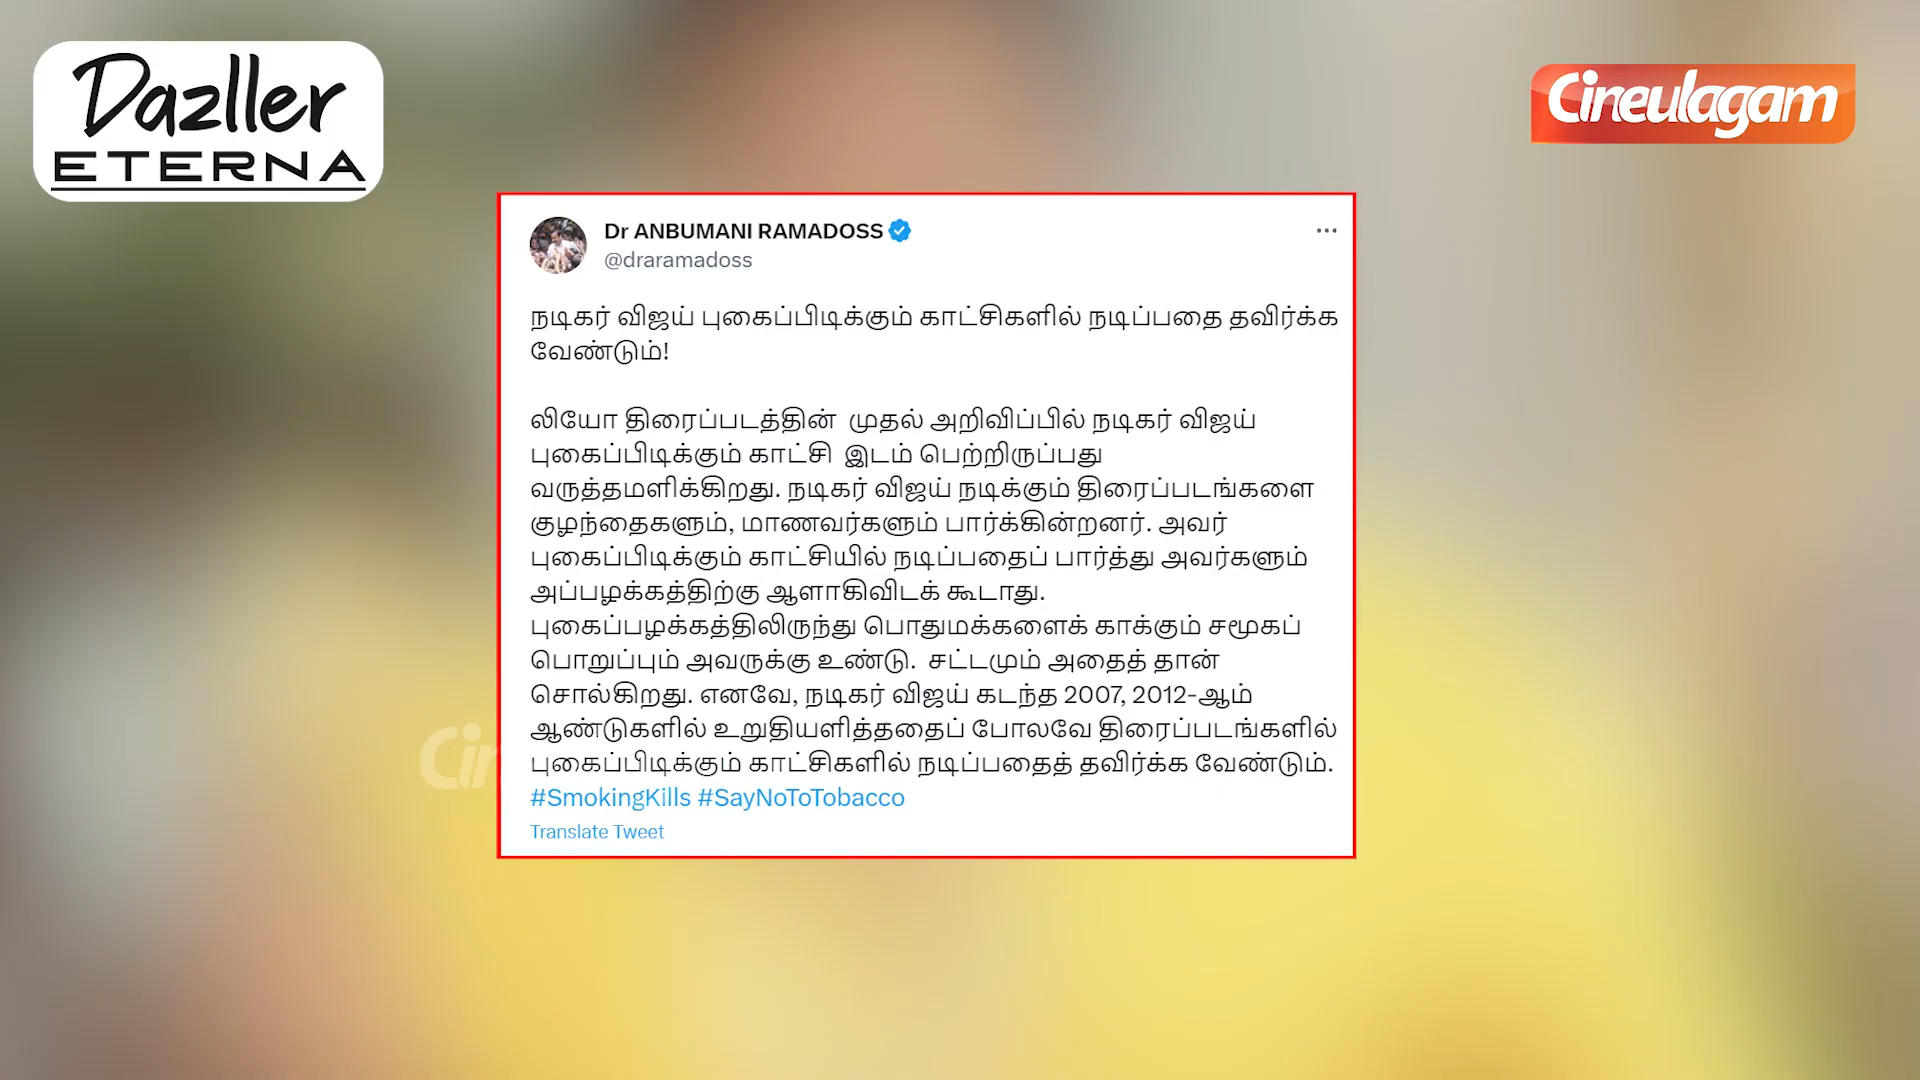 Dazller
ETERNA
Cineulagam
Dr ANBUMANI RAMADOSS
@draramadoss
நடிகர் விஜய் புகைப்பிடிக்கும் காட்சிகளில் நடிப்பதை தவிர்க்க
வேண்டும்!
லியோ திரைப்படத்தின் முதல் அறிவிப்பில் நடிகர் விஜய்
புகைப்பிடிக்கும் காட்சி இடம் பெற்றிருப்பது
வருத்தமளிக்கிறது. நடிகர் விஜய் நடிக்கும் திரைப்படங்களை
குழந்தைகளும், மாணவர்களும் பார்க்கின்றனர். அவர்
புகைப்பிடிக்கும் காட்சியில் நடிப்பதைப் பார்த்து அவர்களும்
அப்பழக்கத்திற்கு ஆளாகிவிடக் கூடாது.
புகைப்பழக்கத்திலிருந்து பொதுமக்களைக் காக்கும் சமூகப்
பொறுப்பும் அவருக்கு உண்டு. சட்டமும் அதைத் தான்
சொல்கிறது. எனவே, நடிகர் விஜய் கடந்த 2007, 2012-ஆம்
ஆண்டுகளில் உறுதியளித்ததைப் போலவே திரைப்படங்களில்
புகைப்பிடிக்கும் காட்சிகளில் நடிப்பதைத் தவிர்க்க வேண்டும்.
#SmokingKills #SayNoToTobacco
Translate Tweet